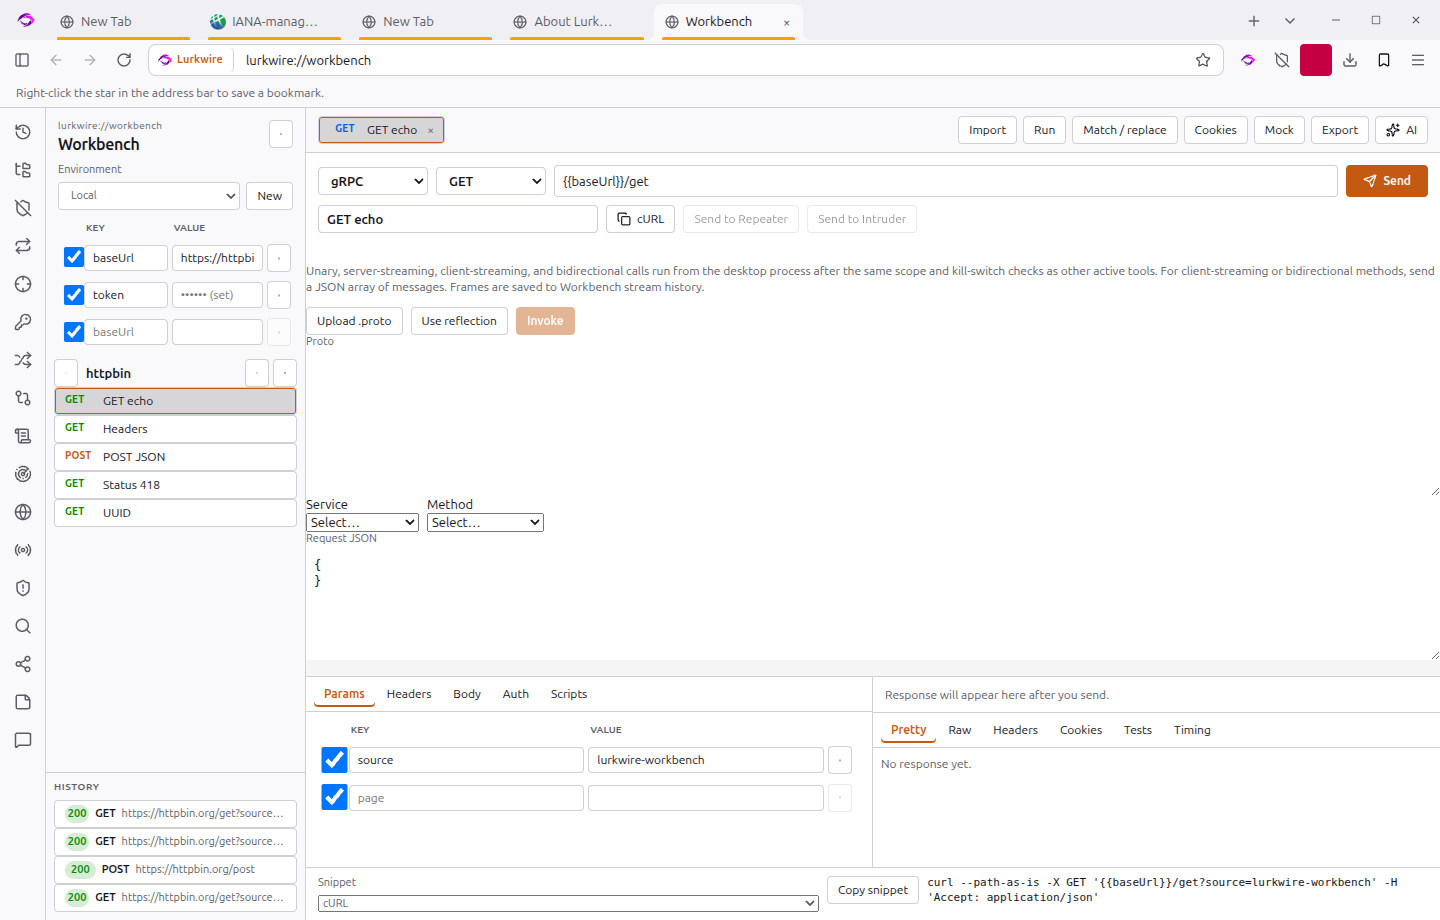 New Tab
IANA-manag...
New Tab
About Lurk...
Workbench
Lurkwire
lurkwire://workbench
Right-click the star in the address bar to save a bookmark.
lurkwire://workbench
Workbench
Environment
Local
New
KEY
VALUE
baseUrl
https://httpbi
token
•••••• (set)
baseUrl
httpbin
GET GET echo
GET Headers
POST POST JSON
GET Status 418
GET UUID
HISTORY
200 GET https://httpbin.org/get?source...
200 GET https://httpbin.org/get?source...
200 POST https://httpbin.org/post
200 GET https://httpbin.org/get?source...
GET GET echo ×
Import
Run
Match / replace
Cookies
Mock
Export
AI
gRPC
GET
{{baseUrl}}/get
Send
GET echo
cURL
Send to Repeater
Send to Intruder
Unary, server-streaming, client-streaming, and bidirectional calls run from the desktop process after the same scope and kill-switch checks as other active tools. For client-streaming or bidirectional methods, send
a JSON array of messages. Frames are saved to Workbench stream history.
Upload .proto
Use reflection
Invoke
Proto
Service
Method
Select...
Select...
Request JSON
{
}
Params
Headers
Body
Auth
Scripts
KEY
VALUE
source
lurkwire-workbench
page
Response will appear here after you send.
Pretty
Raw
Headers
Cookies
Tests
Timing
No response yet.
Snippet
cURL
Copy snippet
curl --path-as-is -X GET '{{baseUrl}}/get?source=lurkwire-workbench' -H
'Accept: application/json'